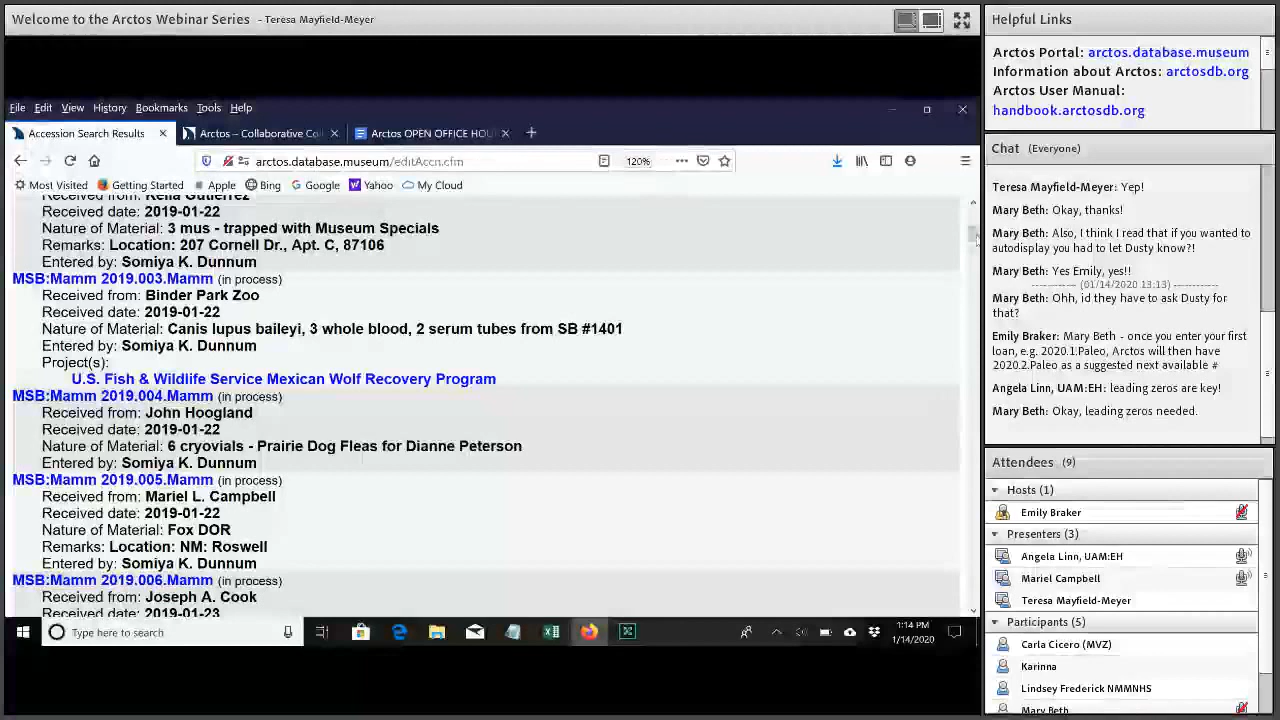 Welcome to the Arctos Webinar Series - Teresa Mayfield-Meyer
File Edit View History Bookmarks Tools Help
Accession Search Results
Arctos – Collaborative Co
Arctos OPEN OFFICE HOU
arctos.database.museum/editAccn.cfm
120%
Most Visited Getting Started Apple Bing Google Yahoo My Cloud
Received from: Kella Gutierrez
Received date: 2019-01-22
Nature of Material: 3 mus - trapped with Museum Specials
Remarks: Location: 207 Cornell Dr., Apt. C, 87106
Entered by: Somiya K. Dunnum
MSB:Mamm 2019.003.Mamm (in process)
Received from: Binder Park Zoo
Received date: 2019-01-22
Nature of Material: Canis lupus baileyi, 3 whole blood, 2 serum tubes from SB #1401
Entered by: Somiya K. Dunnum
Project(s):
U.S. Fish & Wildlife Service Mexican Wolf Recovery Program
MSB:Mamm 2019.004.Mamm (in process)
Received from: John Hoogland
Received date: 2019-01-22
Nature of Material: 6 cryovials - Prairie Dog Fleas for Dianne Peterson
Entered by: Somiya K. Dunnum
MSB:Mamm 2019.005.Mamm (in process)
Received from: Mariel L. Campbell
Received date: 2019-01-22
Nature of Material: Fox DOR
Remarks: Location: NM: Roswell
Entered by: Somiya K. Dunnum
MSB:Mamm 2019.006.Mamm (in process)
Received from: Joseph A. Cook
Received date: 2019-01-23
Type here to search
1:14 PM
1/14/2020
Helpful Links
Arctos Portal: arctos.database.museum
Information about Arctos: arctosdb.org
Arctos User Manual:
handbook.arctosdb.org
Chat (Everyone)
Teresa Mayfield-Meyer: Yep!
Mary Beth: Okay, thanks!
Mary Beth: Also, I think I read that if you wanted to
autodisplay you had to let Dusty know?!
Mary Beth: Yes Emily, yes!!
------------ (01/14/2020 13:13) ------------
Mary Beth: Ohh, id they have to ask Dusty for
that?
Emily Braker: Mary Beth - once you enter your first
loan, e.g. 2020.1.Paleo, Arctos will then have
2020.2.Paleo as a suggested next available #
Angela Linn, UAM:EH: leading zeros are key!
Mary Beth: Okay, leading zeros needed.
Attendees (9)
Hosts (1)
Emily Braker
Presenters (3)
Angela Linn, UAM:EH
Mariel Campbell
Teresa Mayfield-Meyer
Participants (5)
Carla Cicero (MVZ)
Karinna
Lindsey Frederick NMMNHS
Mary Beth